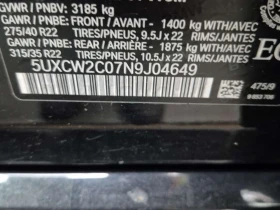 GVWR / PNBV: 3185 kg
GAWR / PNBE: FRONT / AVANT - 1400 kg WITH/AVEC
275/40 R22 TIRES/PNEUS, 9.5J x 22 RIMS/JANTES
GAWR / PNBE: REAR / ARRIÈRE - 1875 kg WITH/AVEC
315/35 R22 TIRES/PNEUS, 10.5J x 22 RIMS/JANTES
5UXCW2C07N9J04649
475/9